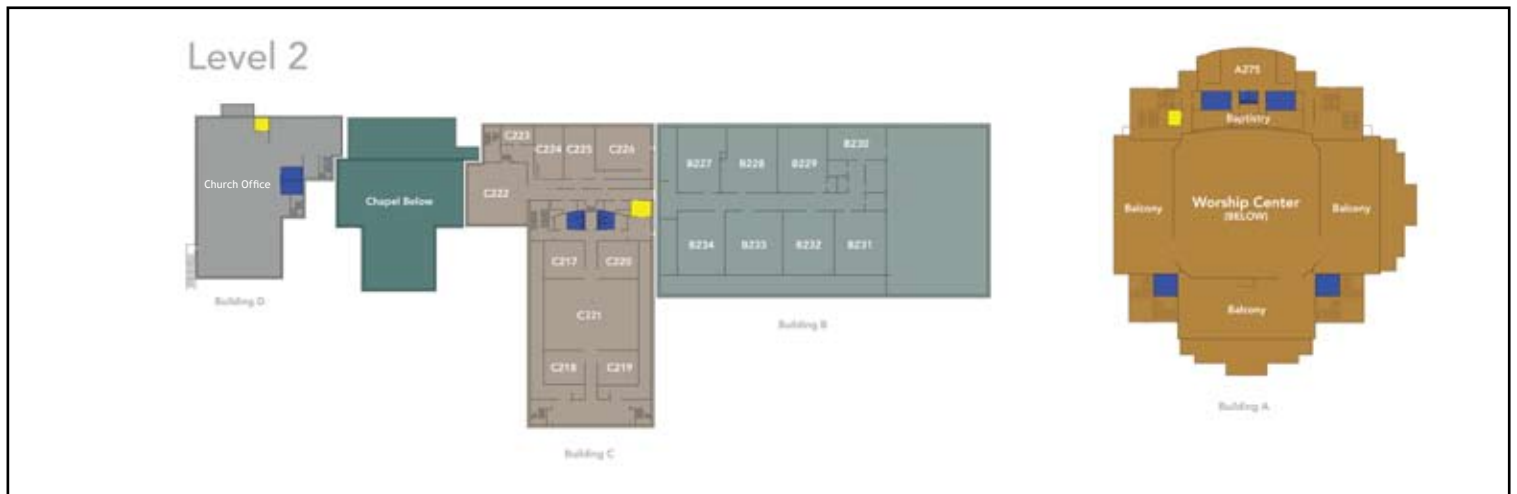 Level 2
Church Office
Building D
Chapel Below
C223
C224
C225
C226
C222
C217
C220
C221
C218
C219
Building C
B227
B228
B229
B230
B234
B233
B232
B231
Building B
A275
Baptistry
Balcony
Worship Center
(BELOW)
Balcony
Balcony
Building A